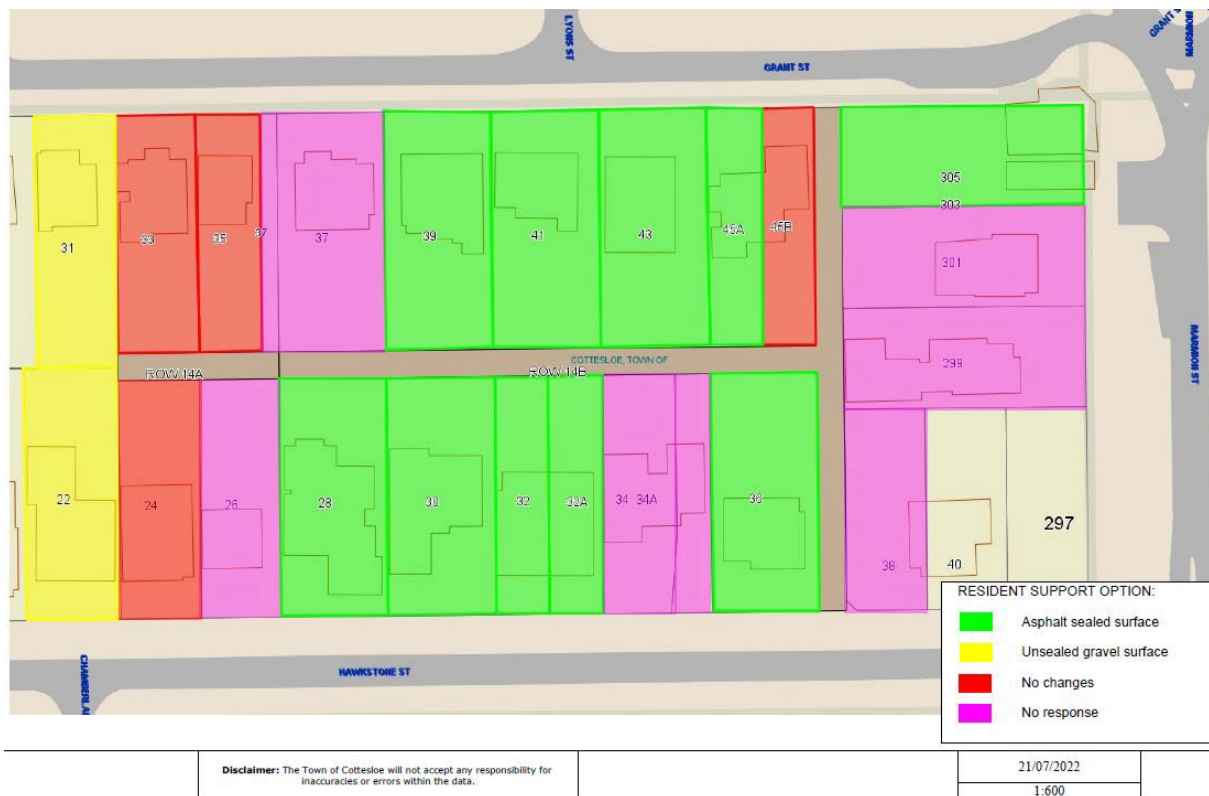 LYONS ST
GRANT ST
MARMION
GRANT ST
31
33
35
37
37
39
41
43
45A
45B
305
303
301
299
COTTESLOE, TOWN OF
ROW 14A
ROW 14B
22
24
26
28
30
32
32A
34 34A
36
38
40
297
MARMION ST
HAWKSTONE ST
RESIDENT SUPPORT OPTION:
Asphalt sealed surface
Unsealed gravel surface
No changes
No response
Disclaimer: The Town of Cottesloe will not accept any responsibility for
inaccuracies or errors within the data.
21/07/2022
1:600